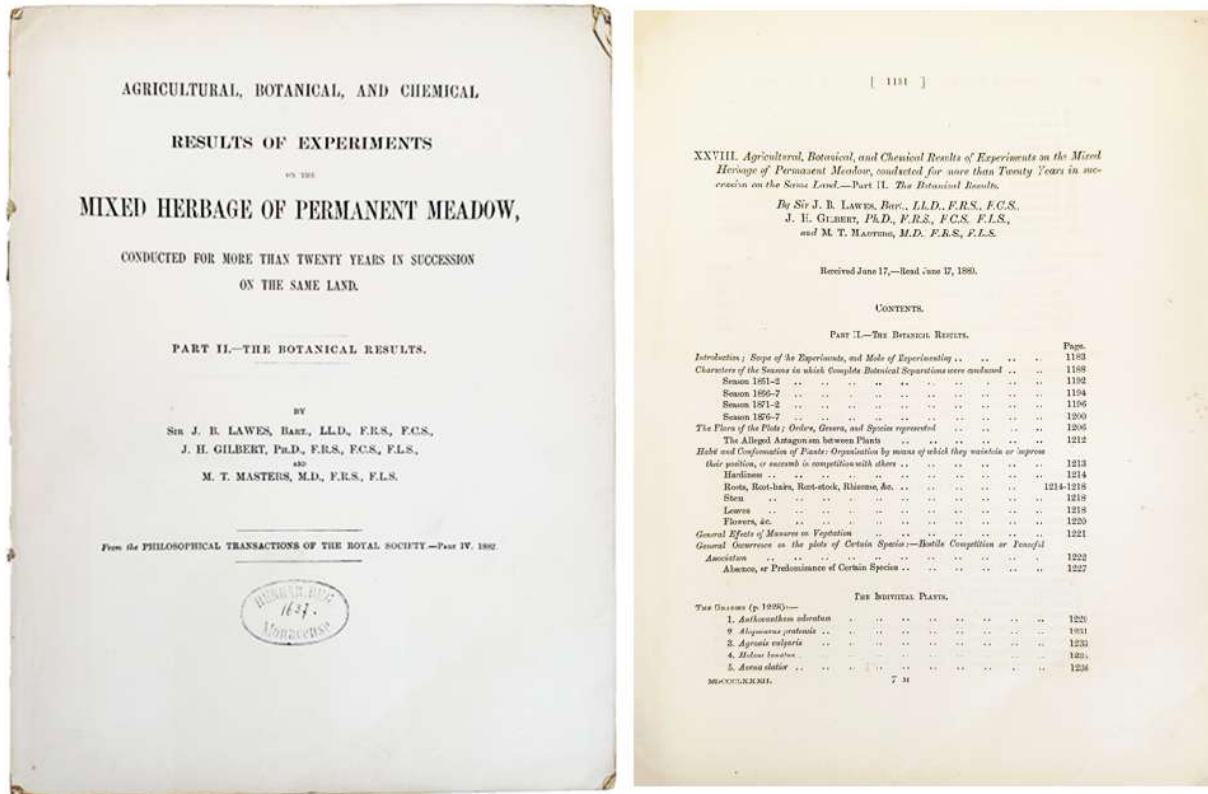 AGRICULTURAL, BOTANICAL, AND CHEMICAL
RESULTS OF EXPERIMENTS
ON THE
MIXED HERBAGE OF PERMANENT MEADOW,
CONDUCTED FOR MORE THAN TWENTY YEARS IN SUCCESSION
ON THE SAME LAND.
PART II.—THE BOTANICAL RESULTS.
BY
SIR J. B. LAWES, BART., LL.D., F.R.S., F.C.S.,
J. H. GILBERT, PH.D., F.R.S., F.C.S., F.L.S.,
AND
M. T. MASTERS, M.D., F.R.S., F.L.S.
From the PHILOSOPHICAL TRANSACTIONS OF THE ROYAL SOCIETY.—PART IV. 1882
1637.
Monacense
[ 1181 ]
XXVIII. Agricultural, Botanical, and Chemical Results of Experiments on the Mixed
Herbage of Permanent Meadow, conducted for more than Twenty Years in suc-
cession on the Same Land.—Part II. The Botanical Results.
By Sir J. B. LAWES, Bart., LL.D., F.R.S., F.C.S.,
J. H. GILBERT, Ph.D., F.R.S., F.C.S. F.L.S.,
and M. T. MASTERS, M.D. F.R.S., F.L.S.
Received June 17,—Read June 17, 1880.
CONTENTS.
PART II.—THE BOTANICAL RESULTS.
Page.
Introduction; Scope of the Experiments, and Mode of Experimenting .. .. .. .. 1183
Characters of the Seasons in which Complete Botanical Separations were conducted .. .. 1188
Season 1851-2 .. .. .. .. .. .. .. .. .. 1192
Season 1856-7 .. .. .. .. .. .. .. .. .. 1194
Season 1871-2 .. .. .. .. .. .. .. .. .. 1196
Season 1876-7 .. .. .. .. .. .. .. .. .. 1200
The Flora of the Plots; Orders, Genera, and Species represented .. .. .. .. .. 1206
The Alleged Antagonism between Plants .. .. .. .. .. .. 1212
Habit and Conformation of Plants: Organisation by means of which they maintain or improve
their position, or succumb in competition with others .. .. .. .. .. .. 1213
Hardiness .. .. .. .. .. .. .. .. .. 1214
Roots, Root-hairs, Root-stock, Rhizome, &c. .. .. .. .. .. 1214-1218
Stem .. .. .. .. .. .. .. .. .. 1218
Leaves .. .. .. .. .. .. .. .. .. 1218
Flowers, &c. .. .. .. .. .. .. .. .. 1220
General Effects of Manures on Vegetation .. .. .. .. .. .. 1221
General Occurrence on the plots of Certain Species:—Hostile Competition or Peaceful
Association .. .. .. .. .. .. .. .. .. 1222
Absence, or Predominance of Certain Species .. .. .. .. .. .. 1227
THE INDIVIDUAL PLANTS.
THE GRASSES (p. 1228):—
1. Anthoxanthum odoratum .. .. .. .. .. .. .. 1229
2. Alopecurus pratensis .. .. .. .. .. .. .. .. 1231
3. Agrostis vulgaris .. .. .. .. .. .. .. .. 1233
4. Holcus lanatus .. .. .. .. .. .. .. ..
5. Avena elatior .. .. .. .. .. .. .. ..
MDCCCLXXXII. 7 M